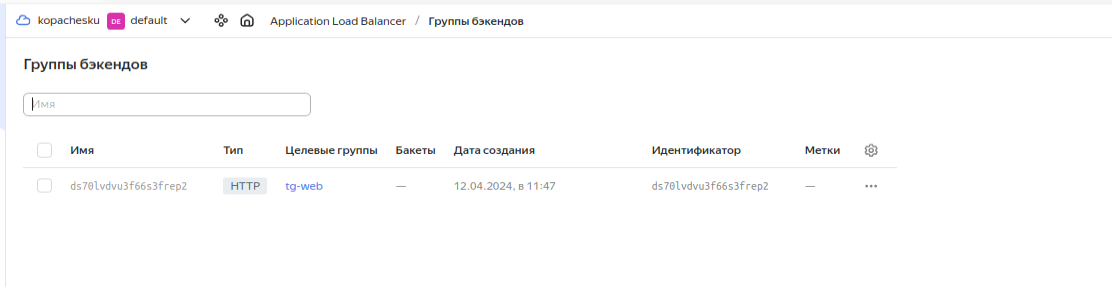 kopachesku DE default Application Load Balancer / Группы бэкендов
Группы бэкендов
Имя
Имя Тип Целевые группы Бакеты Дата создания Идентификатор Метки
ds70lvdvu3f66s3frep2 HTTP tg-web — 12.04.2024, в 11:47 ds70lvdvu3f66s3frep2 —